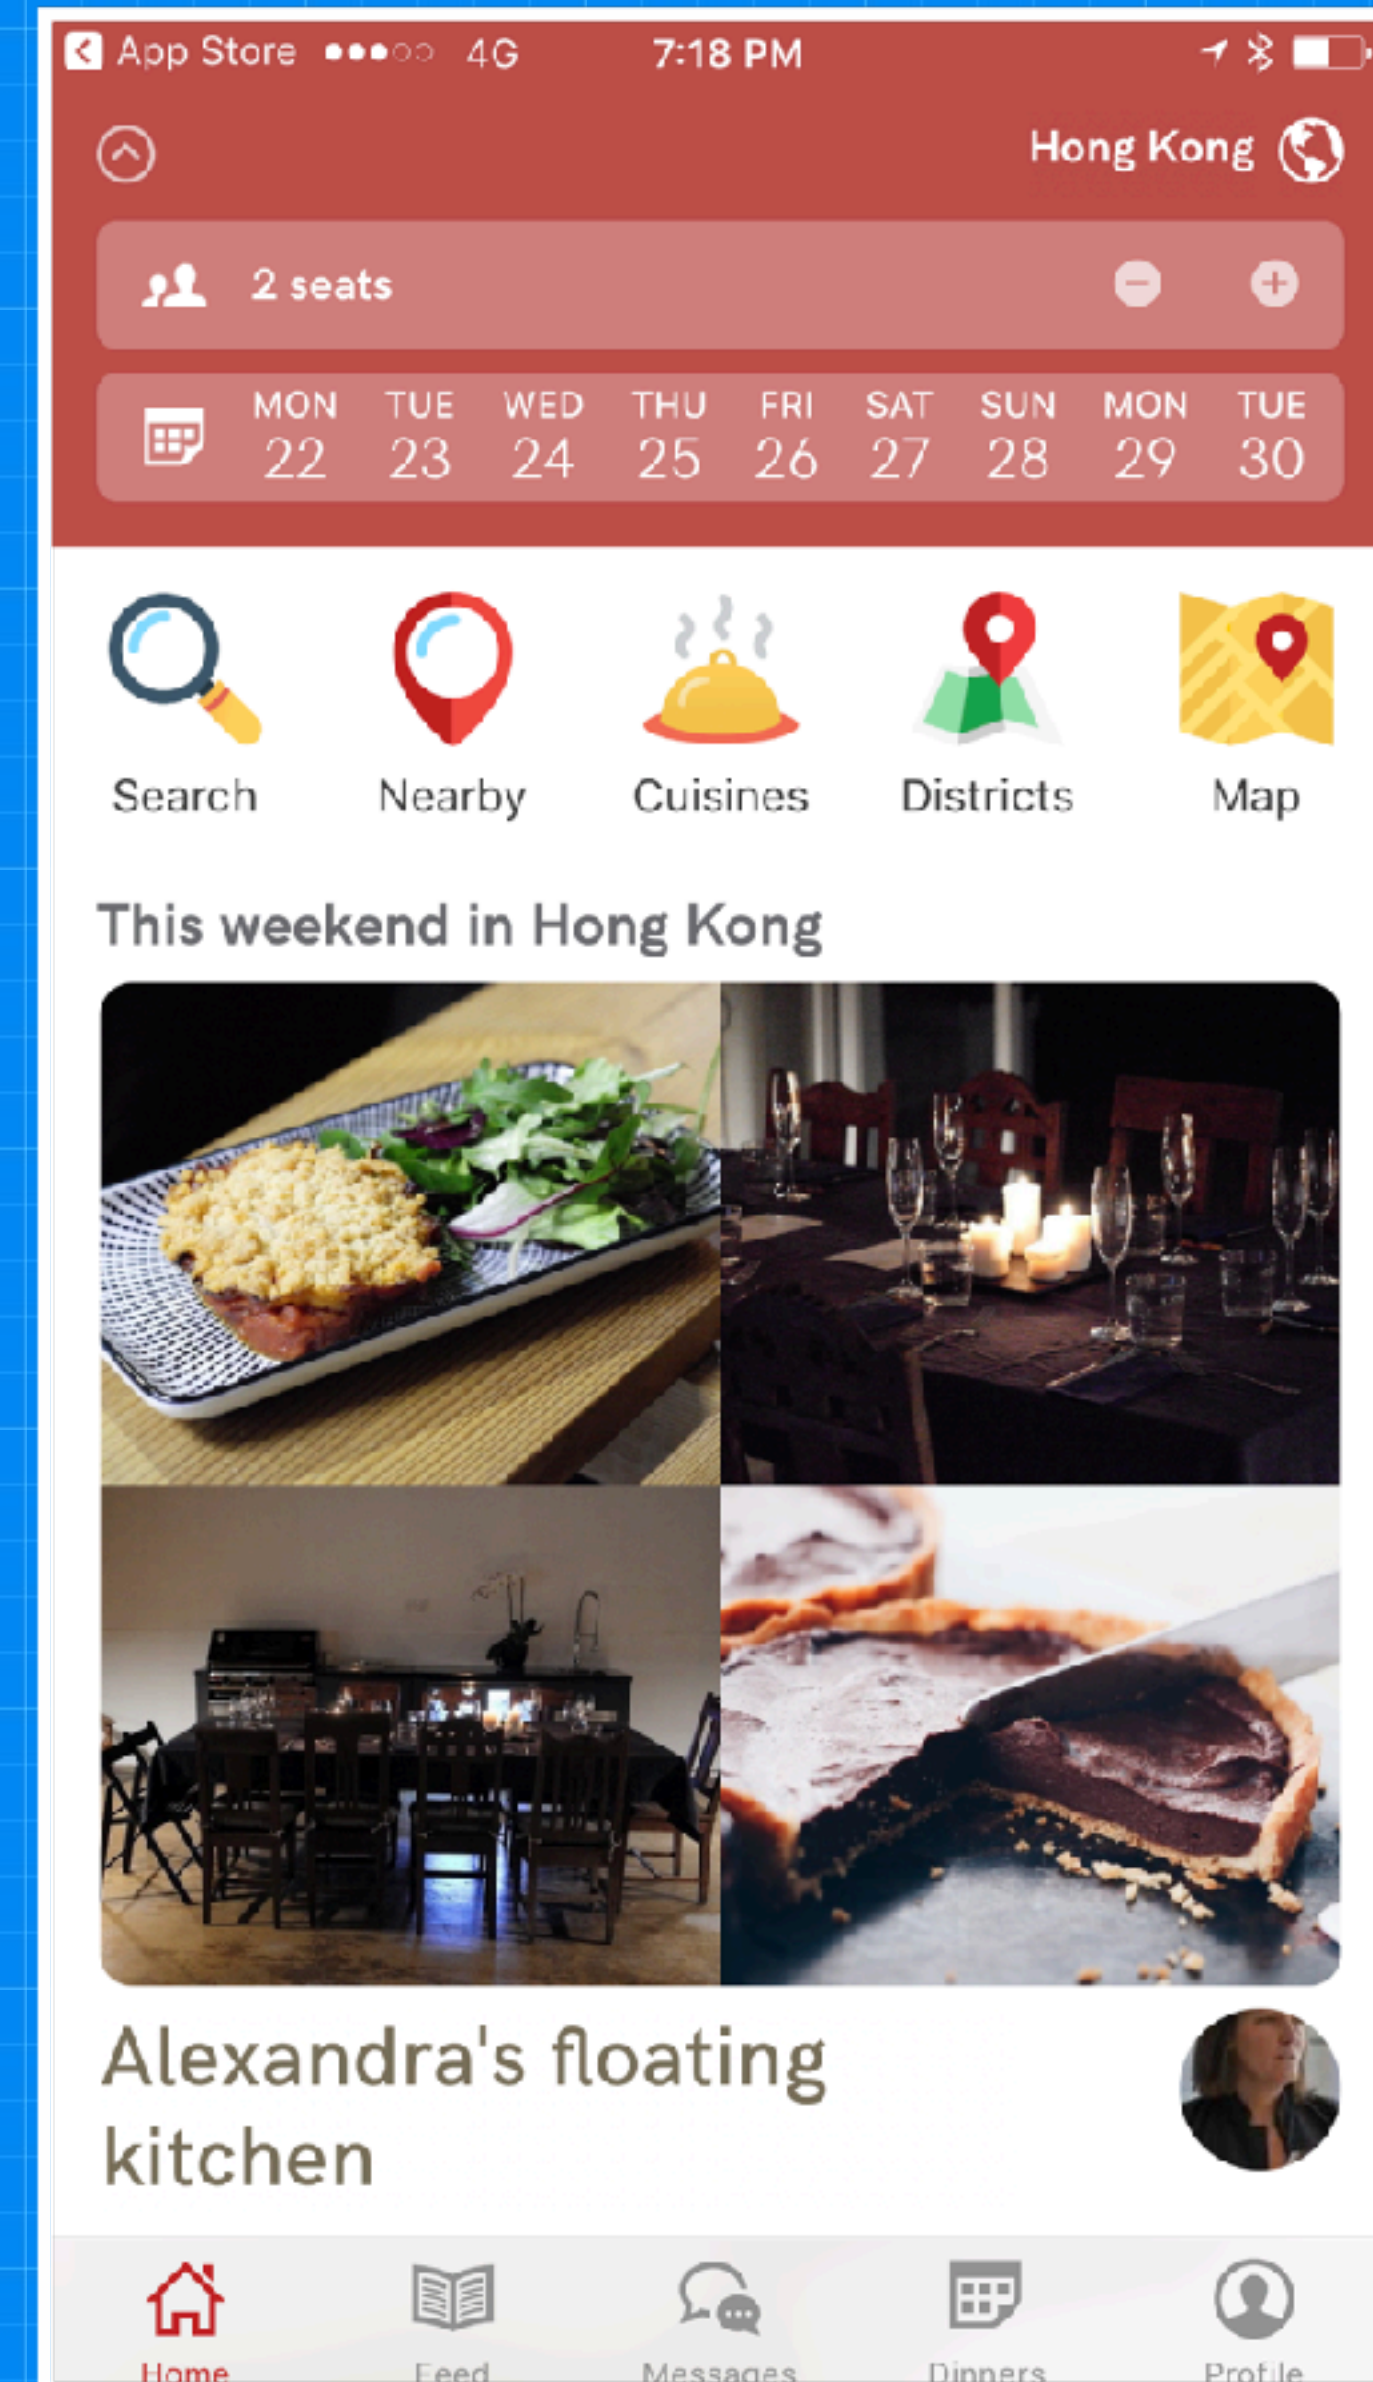 App Store 4G 7:18 PM
Hong Kong
2 seats
MON TUE WED THU FRI SAT SUN MON TUE
22 23 24 25 26 27 28 29 30
Search Nearby Cuisines Districts Map
This weekend in Hong Kong
Alexandra's floating
kitchen
Home Feed Messages Dinners Profile